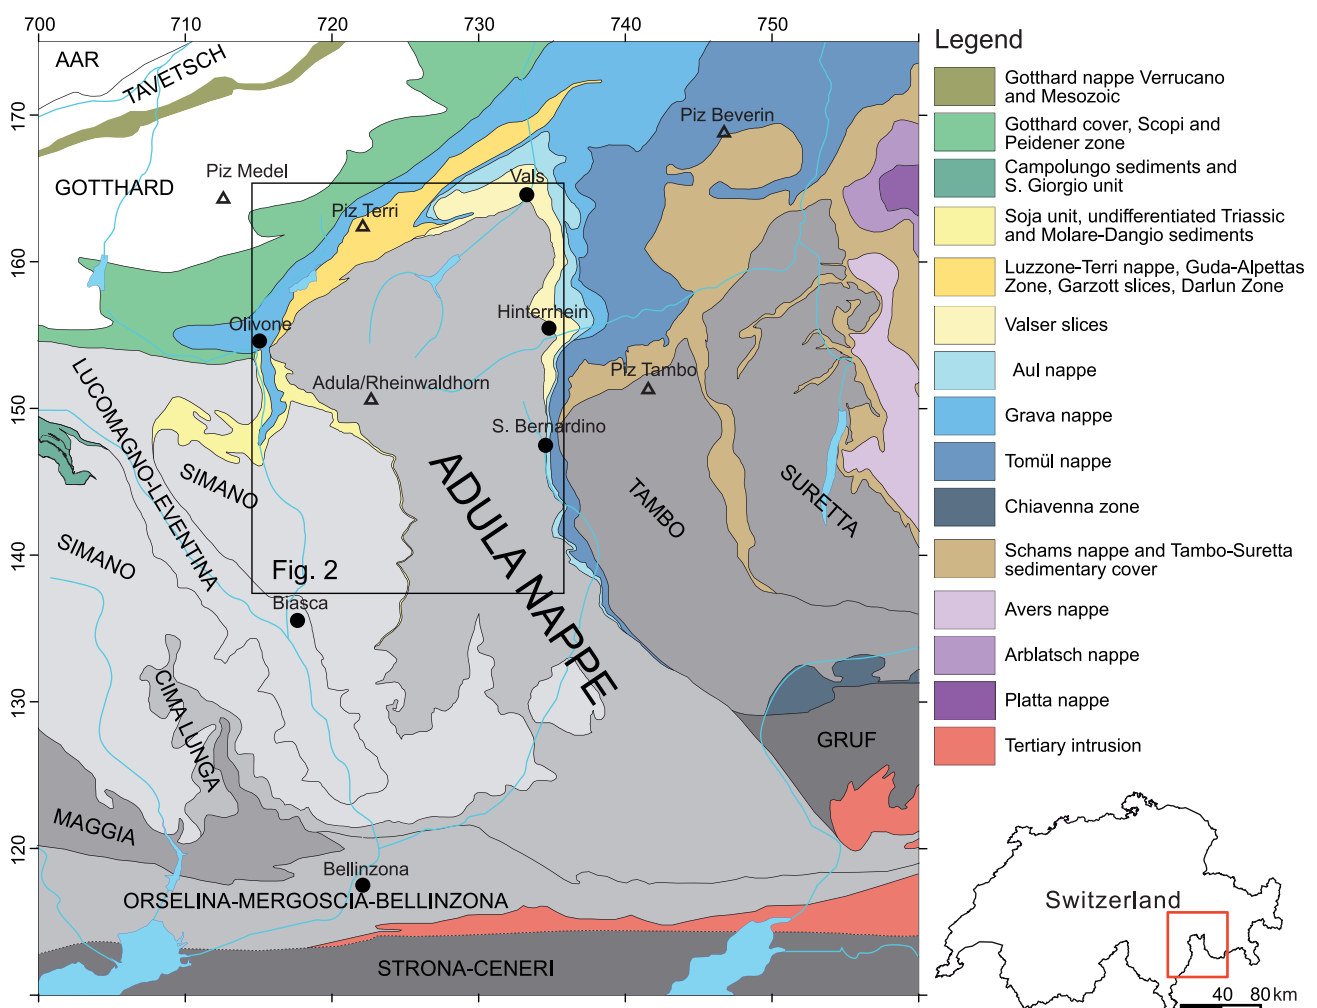 700
710
720
730
740
750
170
160
150
140
130
120
AAR
TAVETSCH
Piz Medel
GOTTHARD
Piz Beverin
Vals
Piz Terri
Olivone
Hinterrhein
Adula/Rheinwaldhorn
Piz Tambo
S. Bernardino
LUCOMAGNO-LEVENTINA
SIMANO
SIMANO
ADULA NAPPE
TAMBO
SURETTA
Fig. 2
Biasca
CIMA LUNGA
GRUF
MAGGIA
Bellinzona
ORSELINA-MERGOSCIA-BELLINZONA
STRONA-CENERI
Legend
Gotthard nappe Verrucano
and Mesozoic
Gotthard cover, Scopi and
Peidener zone
Campolungo sediments and
S. Giorgio unit
Soja unit, undifferentiated Triassic
and Molare-Dangio sediments
Luzzone-Terri nappe, Guda-Alpettas
Zone, Garzott slices, Darlun Zone
Valser slices
Aul nappe
Grava nappe
Tomül nappe
Chiavenna zone
Schams nappe and Tambo-Suretta
sedimentary cover
Avers nappe
Arblatsch nappe
Platta nappe
Tertiary intrusion
Switzerland
40 80 km